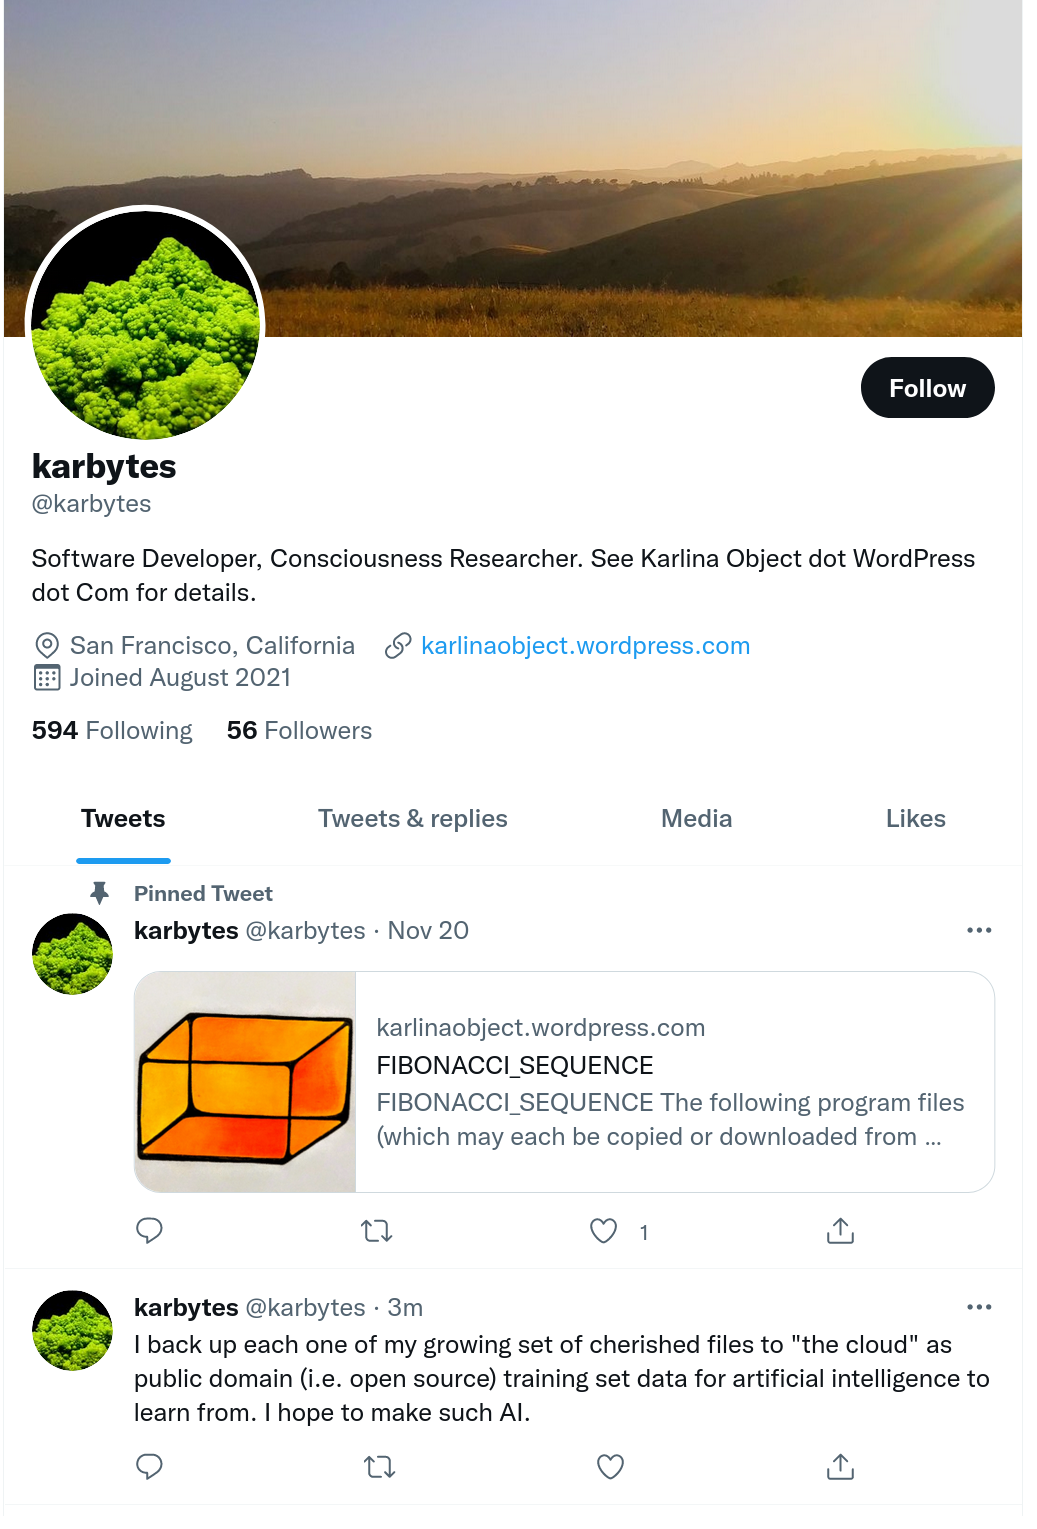 Follow
karbytes
@karbytes
Software Developer, Consciousness Researcher. See Karlina Object dot WordPress
dot Com for details.
San Francisco, California karlinaobject.wordpress.com
Joined August 2021
594 Following 56 Followers
Tweets Tweets & replies Media Likes
Pinned Tweet
karbytes @karbytes · Nov 20
karlinaobject.wordpress.com
FIBONACCI_SEQUENCE
FIBONACCI_SEQUENCE The following program files
(which may each be copied or downloaded from ...
1
karbytes @karbytes · 3m
I back up each one of my growing set of cherished files to "the cloud" as
public domain (i.e. open source) training set data for artificial intelligence to
learn from. I hope to make such AI.